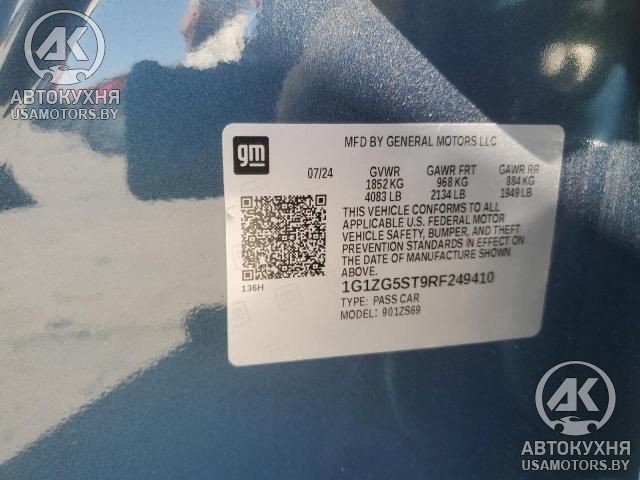 AK
АВТОКУХНЯ
USAMOTORS.BY
gm
MFD BY GENERAL MOTORS LLC
07/24 GVWR GAWR FRT GAWR RR
1852 KG 968 KG 884 KG
4083 LB 2134 LB 1949 LB
THIS VEHICLE CONFORMS TO ALL
APPLICABLE U.S. FEDERAL MOTOR
VEHICLE SAFETY, BUMPER, AND THEFT
PREVENTION STANDARDS IN EFFECT ON
THE DATE OF MANUFACTURE SHOWN
ABOVE.
136H
1G1ZG5ST9RF249410
TYPE: PASS CAR
MODEL: 901ZS69
AK
АВТОКУХНЯ
USAMOTORS.BY